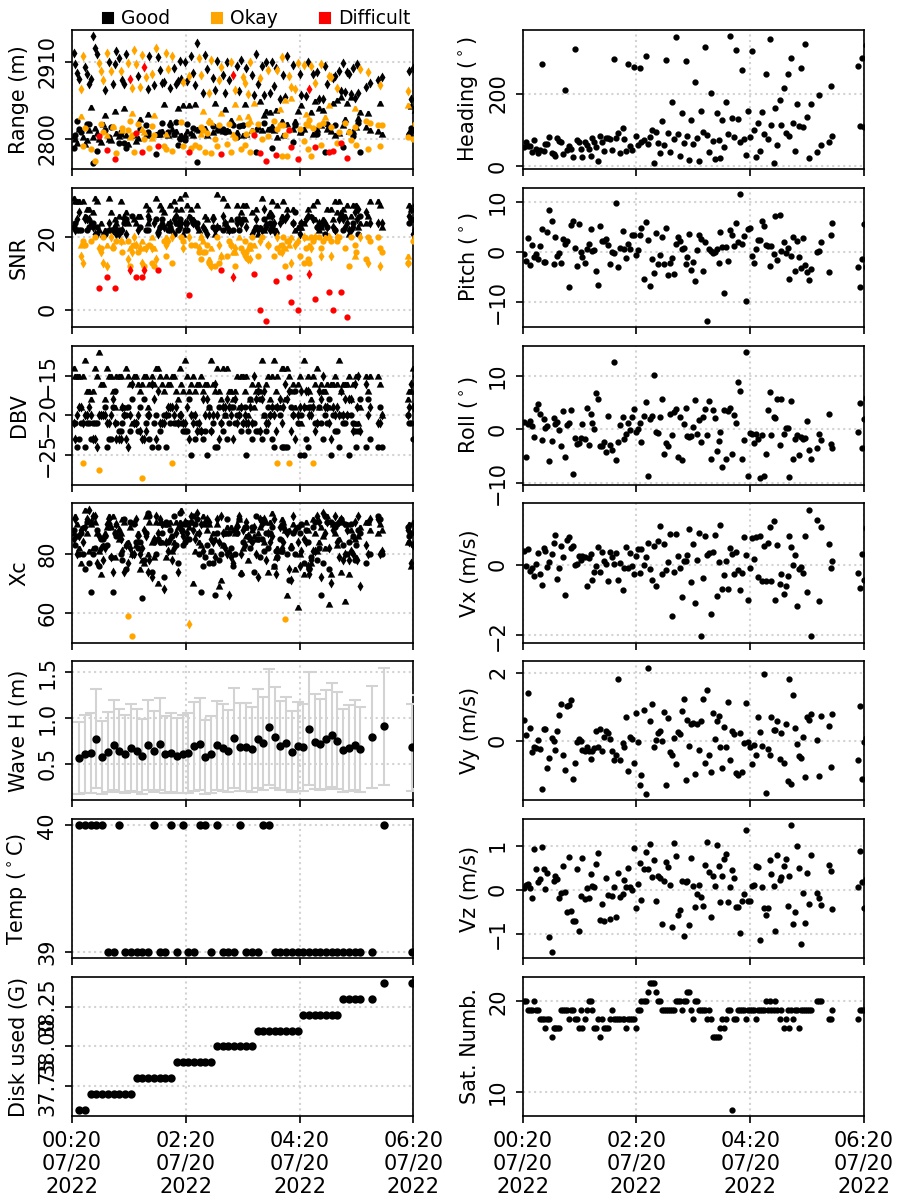 Good Okay Difficult
Range (m)
2910
2800
Heading (°)
200
0
SNR
20
0
Pitch (°)
10
0
−10
DBV
−15
−20
−25
Roll (°)
10
0
−10
Xc
80
60
Vx (m/s)
0
−2
Wave H (m)
1.5
1.0
0.5
Vy (m/s)
2
0
Temp (°C)
40
39
Vz (m/s)
1
0
−1
Disk used (G)
38.25
38.00
37.75
Sat. Numb.
20
10
00:20 02:20 04:20 06:20
07/20 07/20 07/20 07/20
2022 2022 2022 2022
00:20 02:20 04:20 06:20
07/20 07/20 07/20 07/20
2022 2022 2022 2022